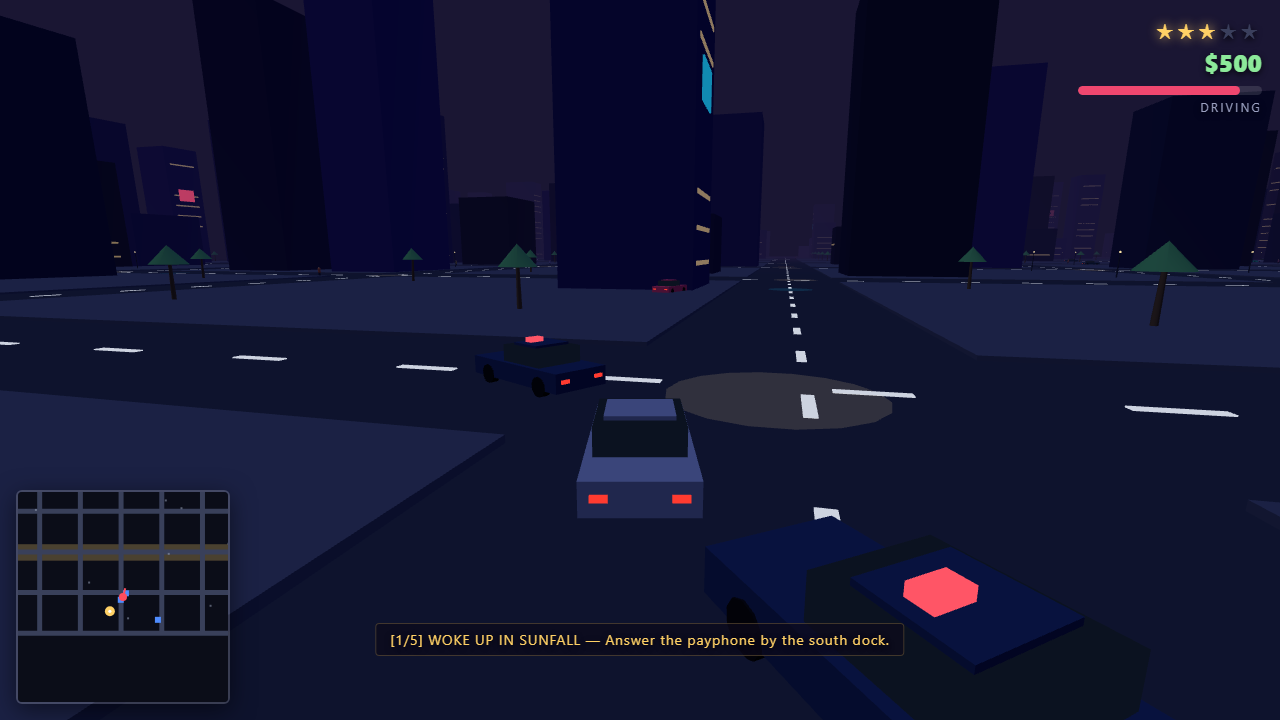 $500
DRIVING
[1/5] WOKE UP IN SUNFALL — Answer the payphone by the south dock.